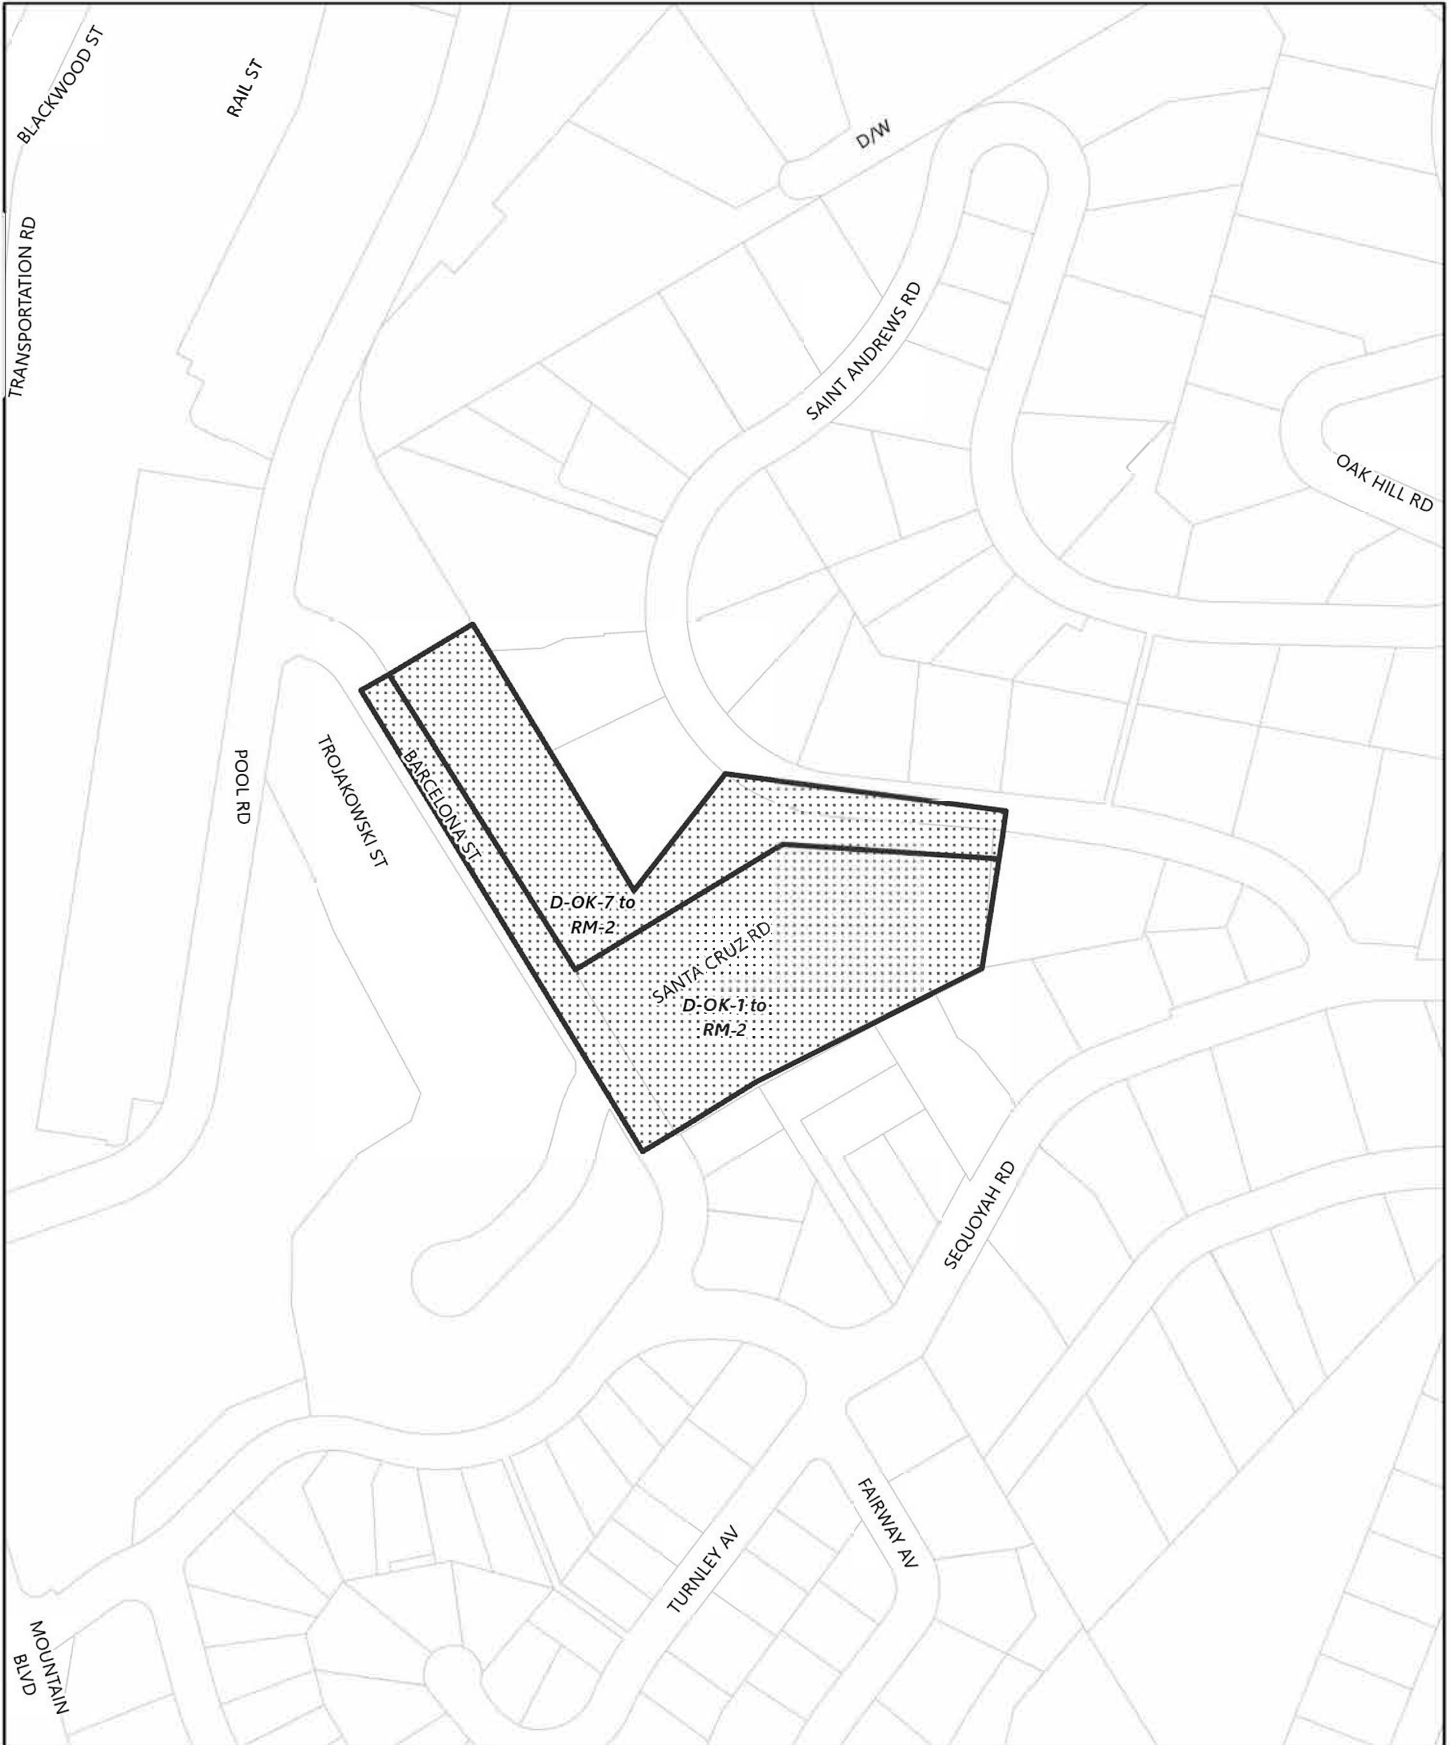 BLACKWOOD ST
RAIL ST
D/W
TRANSPORTATION RD
SAINT ANDREWS RD
OAK HILL RD
POOL RD
TROJAKOWSKI ST
BARCELONA ST
D-OK-7 to
RM-2
SANTA CRUZ RD
D-OK-1 to
RM-2
SEQUOYAH RD
FAIRWAY AV
TURNLEY AV
MOUNTAIN
BLVD